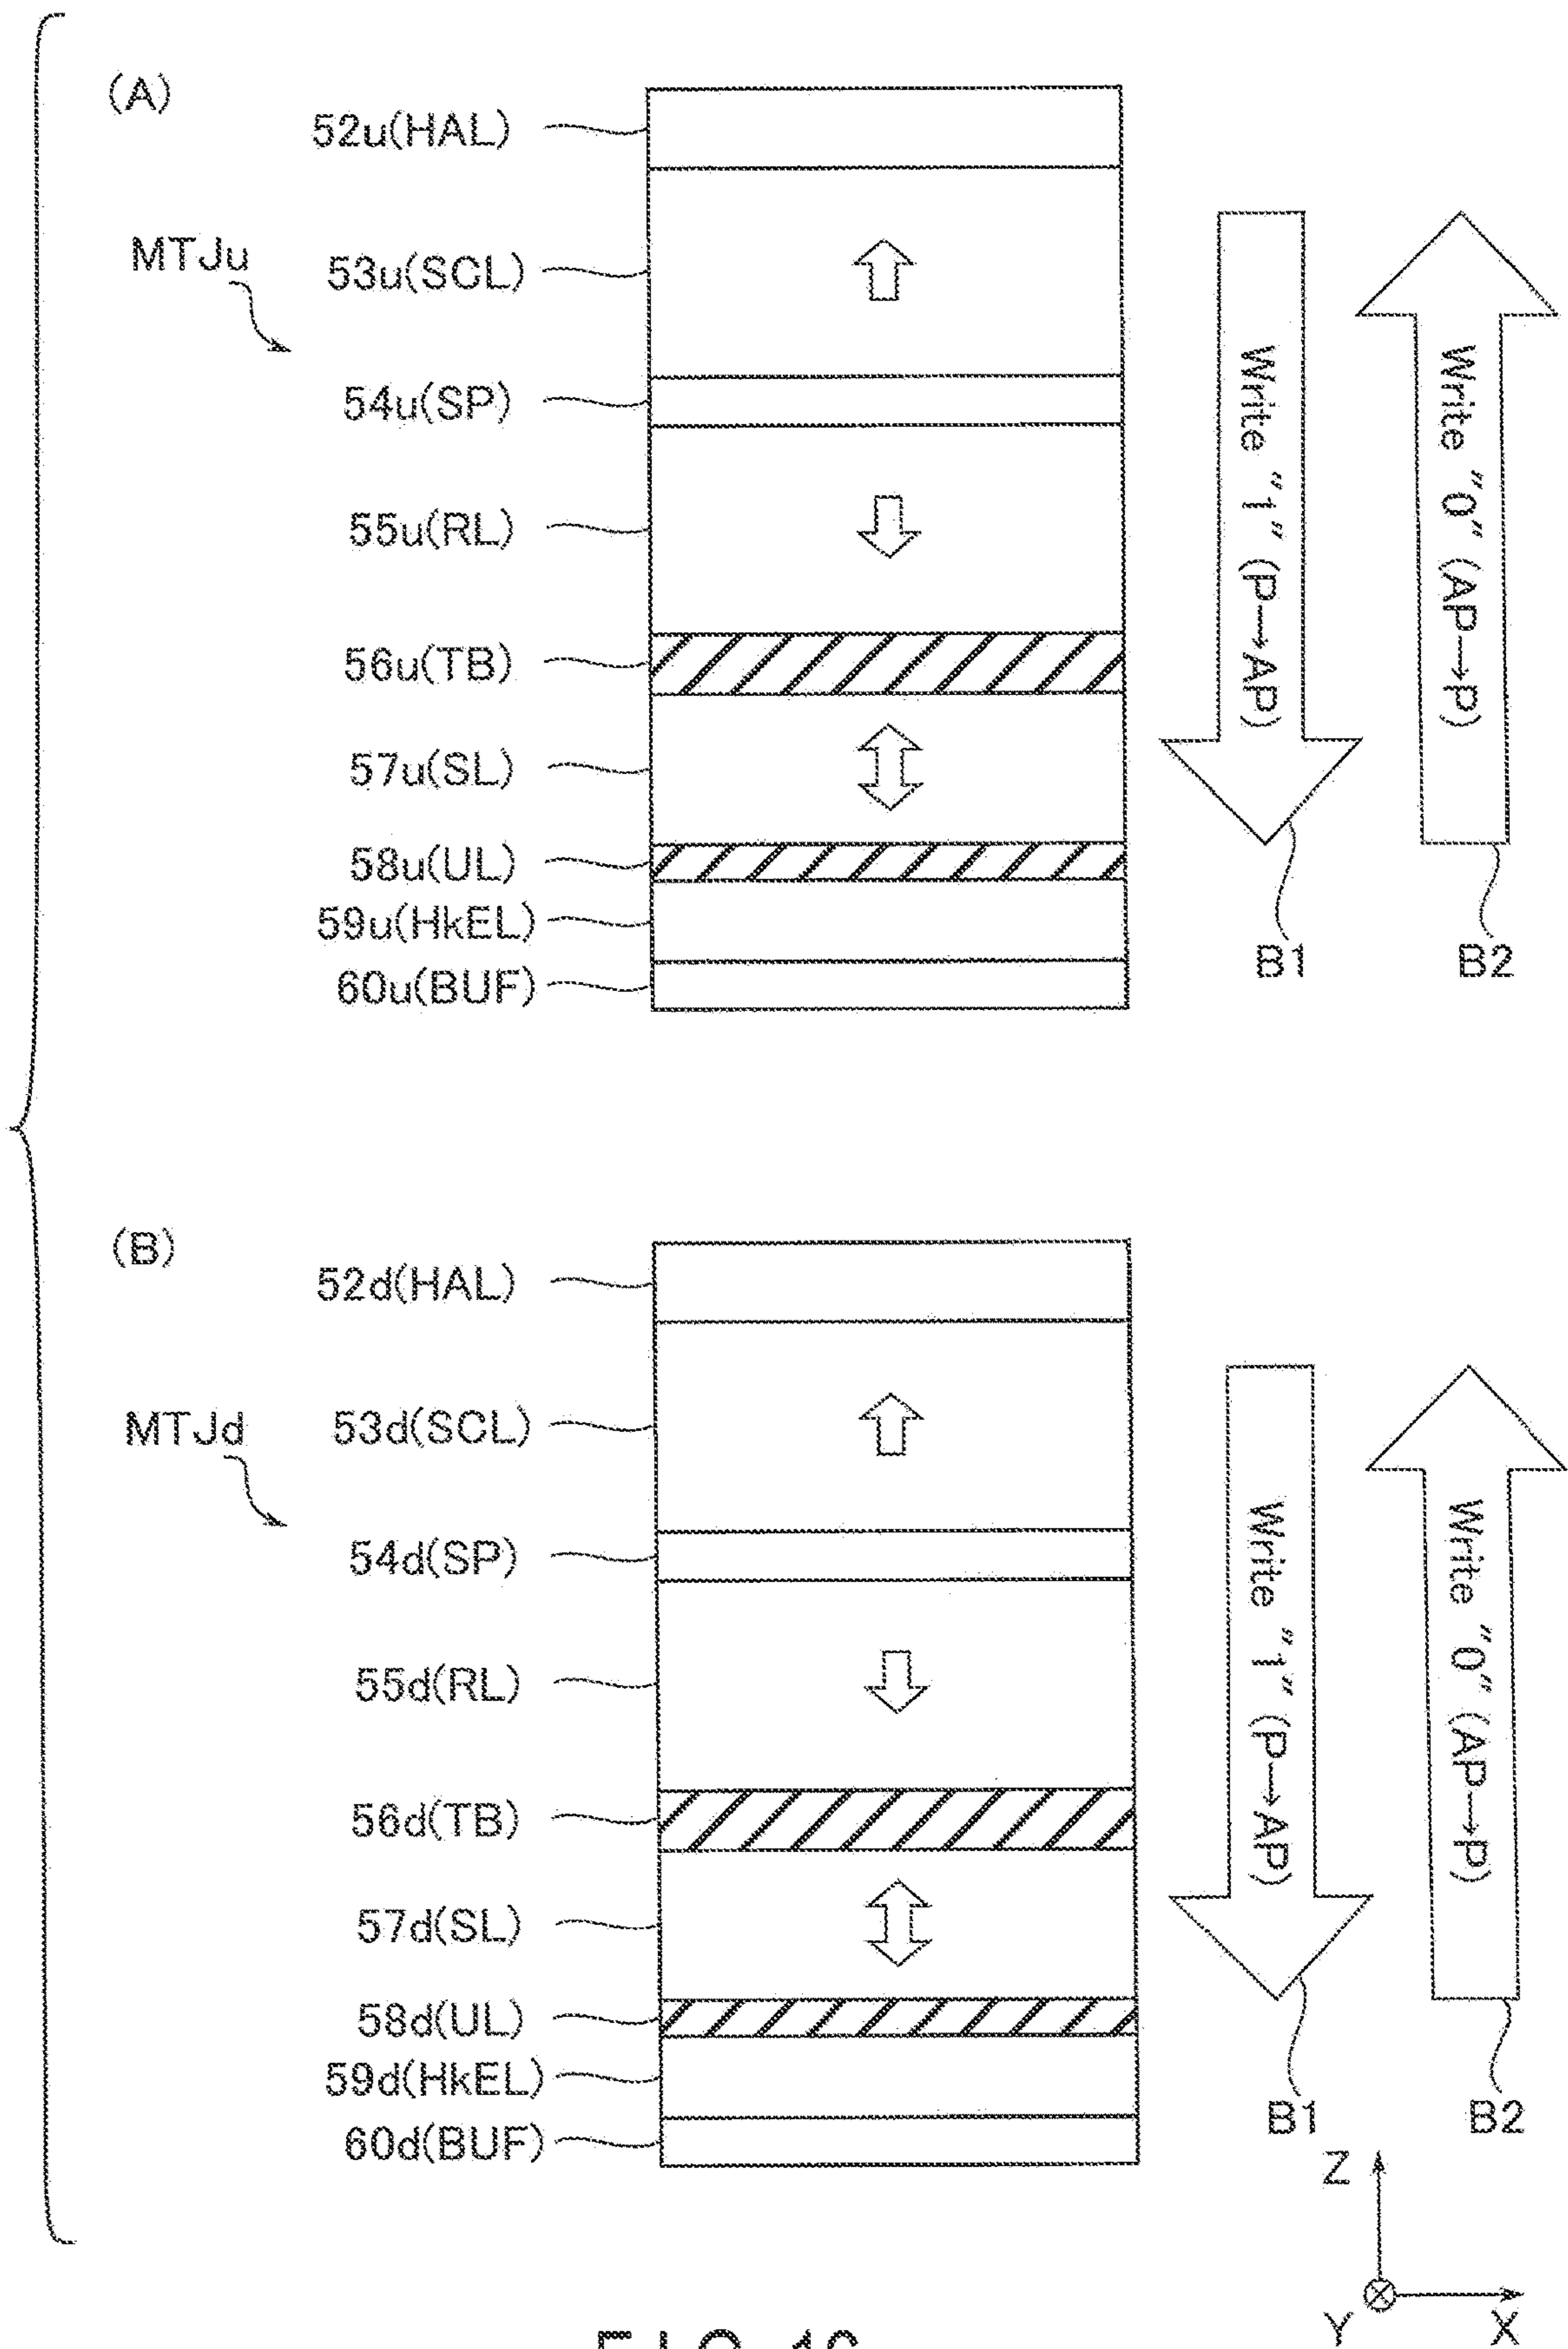 (A)
52u(HAL)
MTJu
53u(SCL)
54u(SP)
55u(RL)
56u(TB)
57u(SL)
58u(UL)
59u(HkEL)
60u(BUF)
Write "1" (P→AP)
Write "0" (AP→P)
B1
B2
(B)
52d(HAL)
MTJd
53d(SCL)
54d(SP)
55d(RL)
56d(TB)
57d(SL)
58d(UL)
59d(HkEL)
60d(BUF)
Write "1" (P→AP)
Write "0" (AP→P)
B1
B2
Z
Y
X